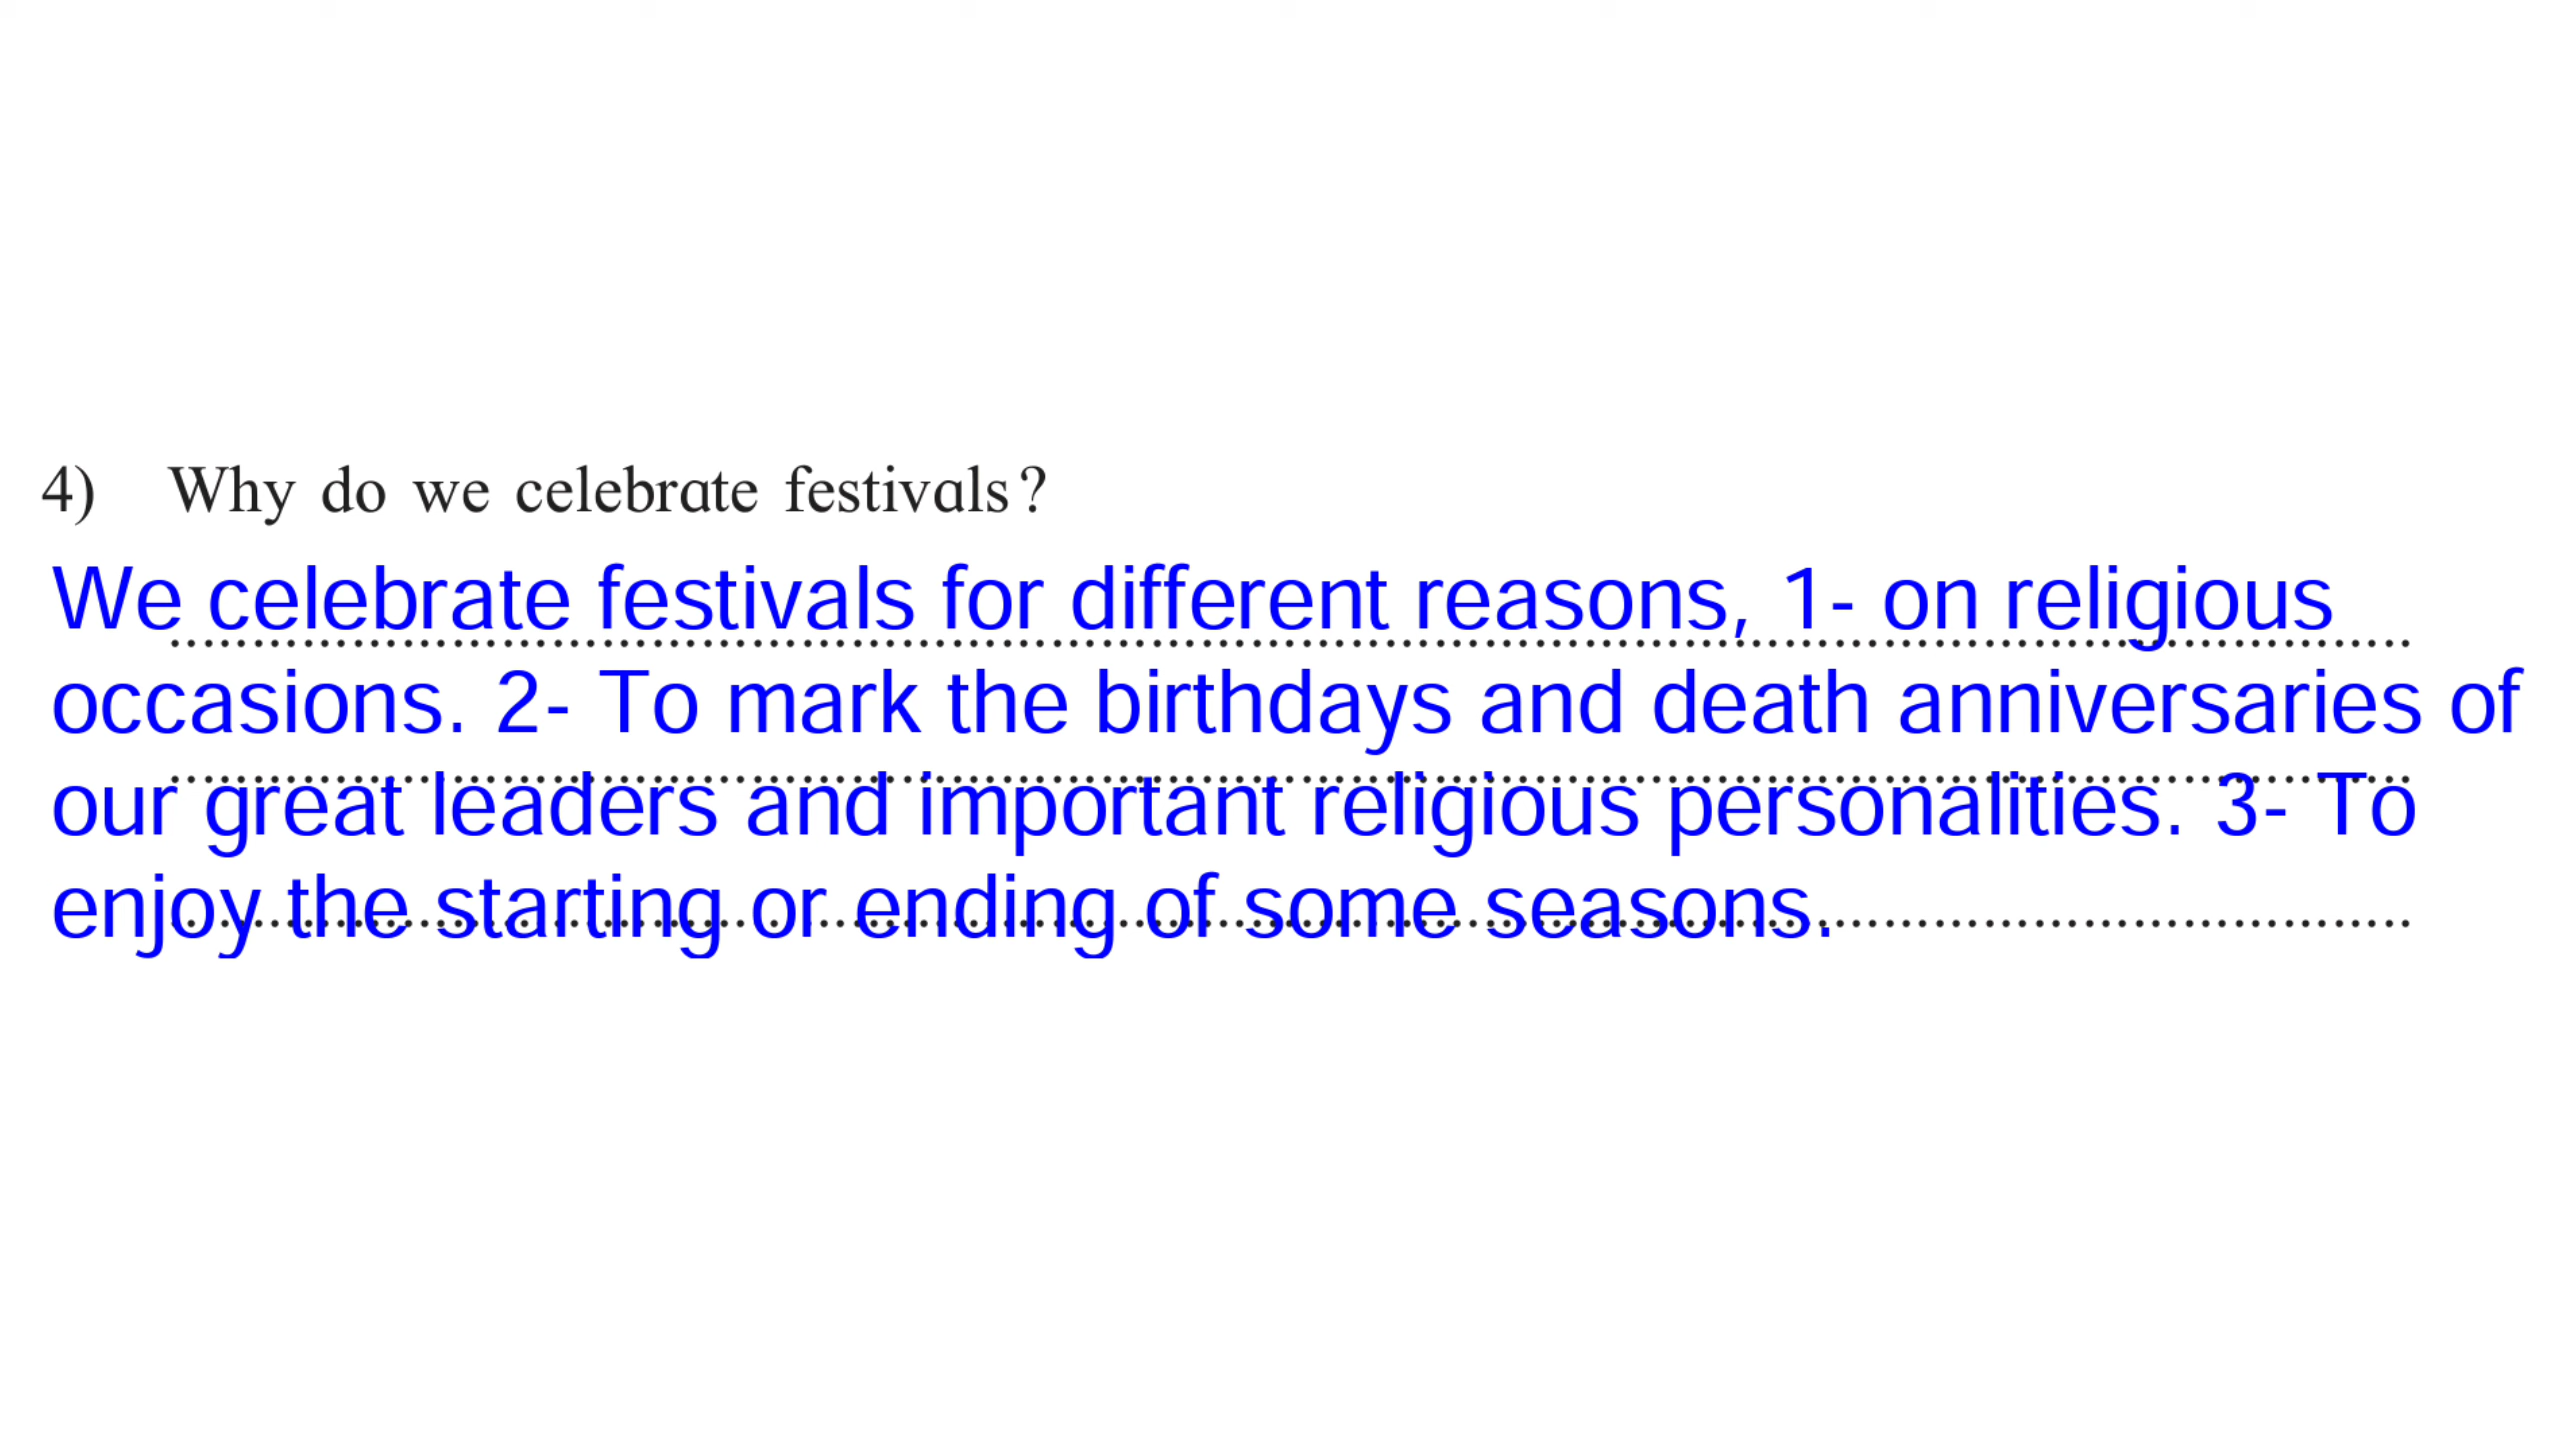 4) Why do we celebrate festivals?
We celebrate festivals for different reasons, 1- on religious
occasions. 2- To mark the birthdays and death anniversaries of
our great leaders and important religious personalities. 3- To
enjoy the starting or ending of some seasons.